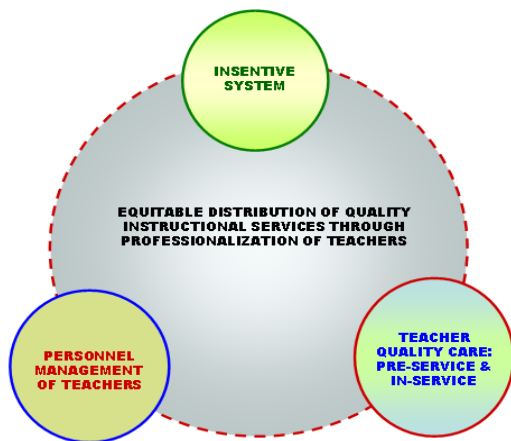 INSENTIVE
SYSTEM
EQUITABLE DISTRIBUTION OF QUALITY
INSTRUCTIONAL SERVICES THROUGH
PROFESSIONALIZATION OF TEACHERS
PERSONNEL
MANAGEMENT
OF TEACHERS
TEACHER
QUALITY CARE:
PRE-SERVICE &
IN-SERVICE